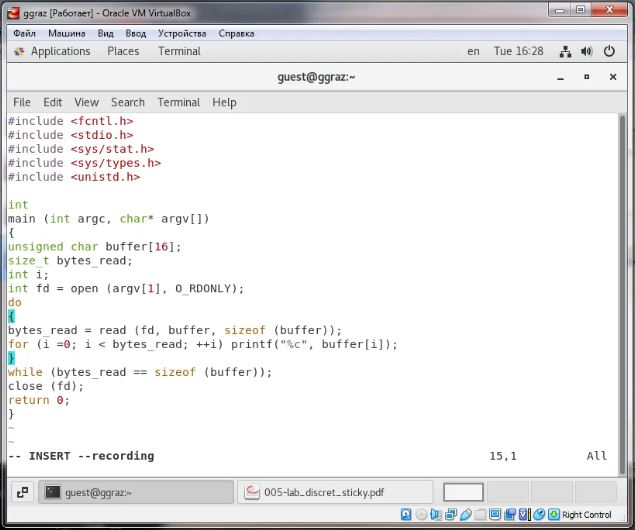 ggraz [Работает] - Oracle VM VirtualBox
Файл Машина Вид Ввод Устройства Справка
Applications Places Terminal en Tue 16:28
guest@ggraz:~
File Edit View Search Terminal Help
#include <fcntl.h>
#include <stdio.h>
#include <sys/stat.h>
#include <sys/types.h>
#include <unistd.h>
int
main (int argc, char* argv[])
{
unsigned char buffer[16];
size_t bytes_read;
int i;
int fd = open (argv[1], O_RDONLY);
do
{
bytes_read = read (fd, buffer, sizeof (buffer));
for (i =0; i < bytes_read; ++i) printf("%c", buffer[i]);
}
while (bytes_read == sizeof (buffer));
close (fd);
return 0;
}
~
~
-- INSERT --recording 15,1 All
guest@ggraz:~ 005-lab_discret_sticky.pdf
Right Control